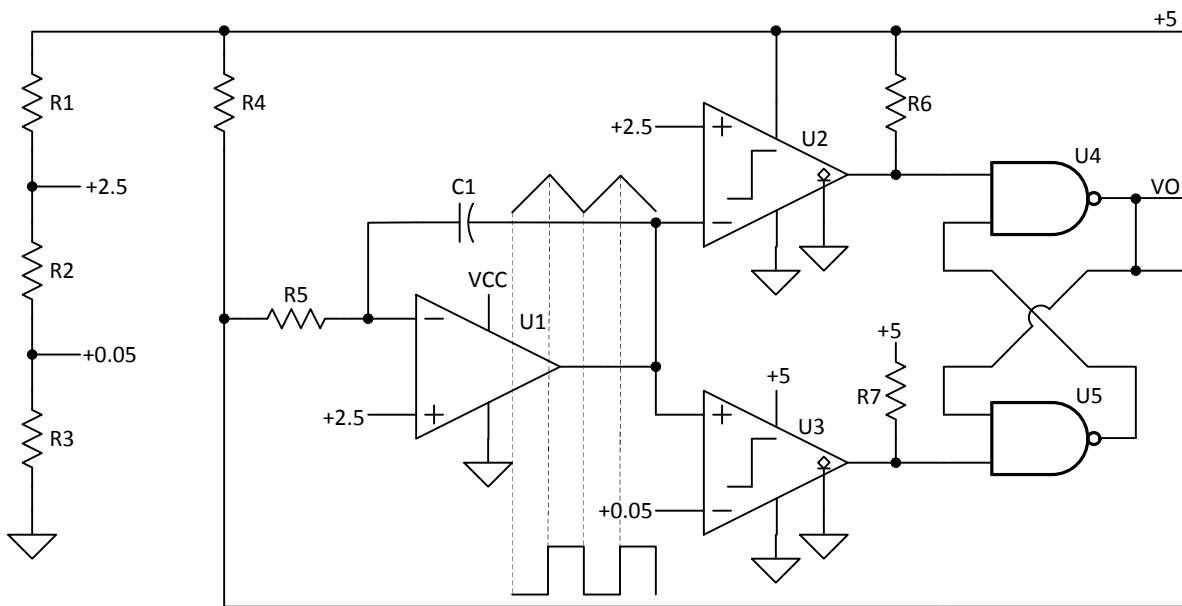 +5
R1
R4
R6
+2.5
+
U2
U4
VO
+2.5
C1
−
R2
VCC
R5
−
U1
+5
+0.05
+5
R7
+2.5
+
+
U3
U5
R3
+0.05
−